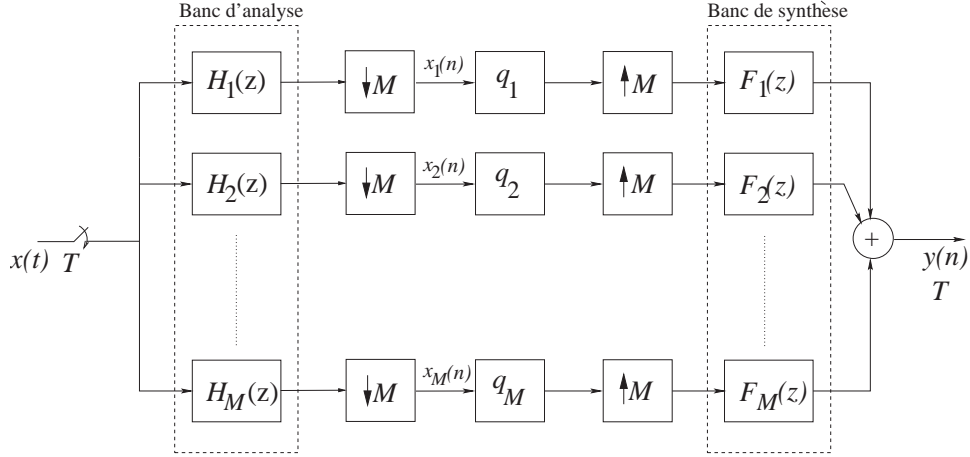 Banc d'analyse
Banc de synthèse
H1(z)
↓M
x1(n)
q1
↑M
F1(z)
H2(z)
↓M
x2(n)
q2
↑M
F2(z)
x(t)
T
+
y(n)
T
HM(z)
↓M
xM(n)
qM
↑M
FM(z)